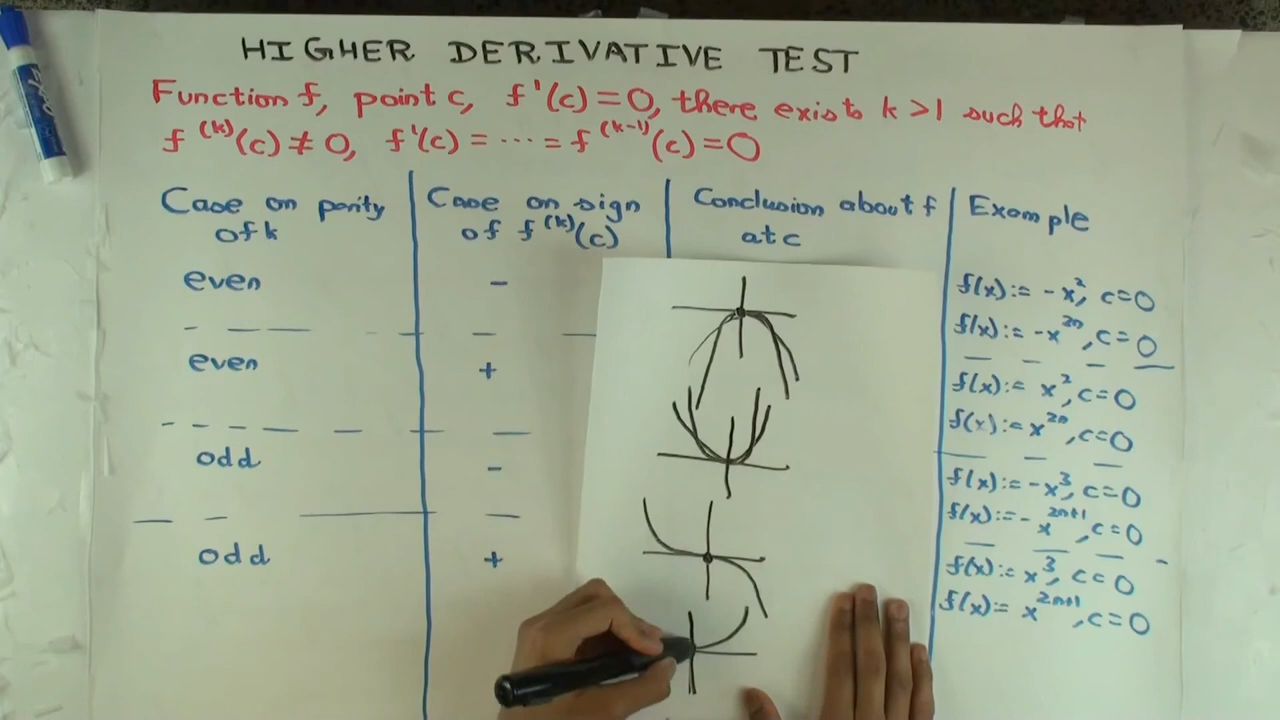 HIGHER DERIVATIVE TEST
Function f, point c, f'(c)=0, there exists k>1 such that
f^(k)(c)≠0, f'(c)=⋯=f^(k-1)(c)=0
Case on parity of k
Case on sign of f^(k)(c)
Conclusion about f at c
Example
even
-
f(x):=-x², c=0
f(x):=-x^2n, c=0
even
+
f(x):=x², c=0
f(x):=x^2n, c=0
odd
-
f(x):=-x³, c=0
f(x):=-x^2n+1, c=0
odd
+
f(x):=x³, c=0
f(x):=x^2n+1, c=0